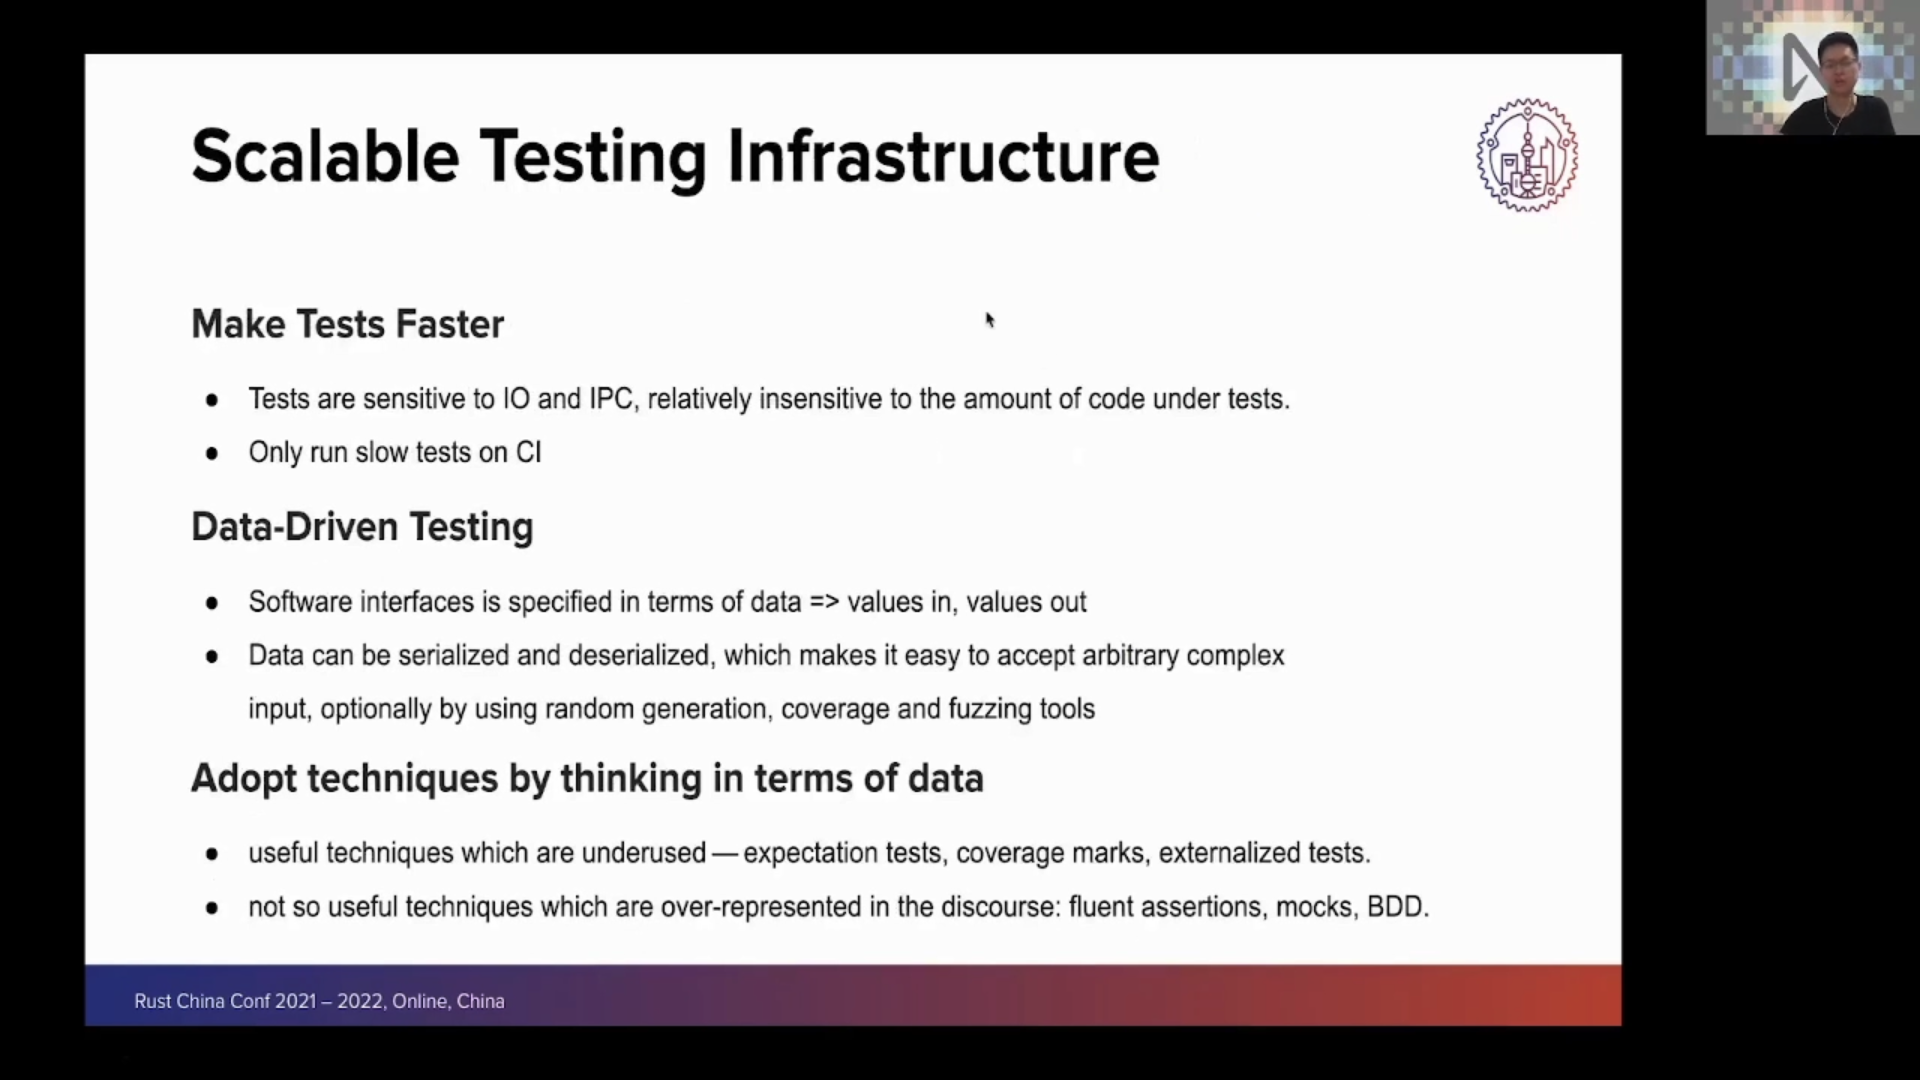 Scalable Testing Infrastructure
Make Tests Faster
● Tests are sensitive to IO and IPC, relatively insensitive to the amount of code under tests.
● Only run slow tests on CI
Data-Driven Testing
● Software interfaces is specified in terms of data => values in, values out
● Data can be serialized and deserialized, which makes it easy to accept arbitrary complex
input, optionally by using random generation, coverage and fuzzing tools
Adopt techniques by thinking in terms of data
● useful techniques which are underused — expectation tests, coverage marks, externalized tests.
● not so useful techniques which are over-represented in the discourse: fluent assertions, mocks, BDD.
Rust China Conf 2021 – 2022, Online, China